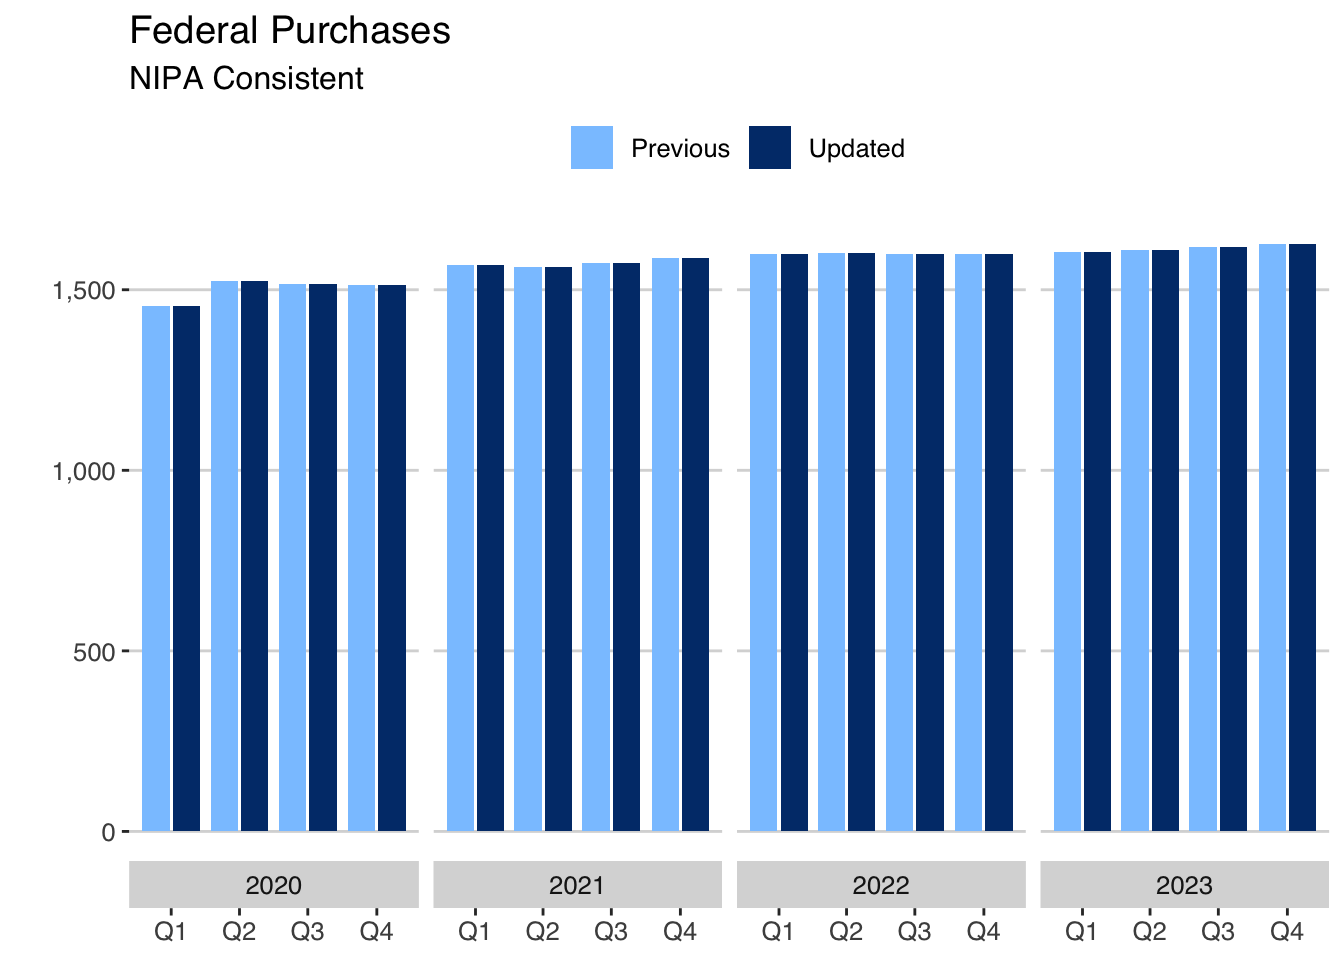 Federal Purchases
NIPA Consistent
Previous Updated
1,500
1,000
500
0
2020 2021 2022 2023
Q1 Q2 Q3 Q4 Q1 Q2 Q3 Q4 Q1 Q2 Q3 Q4 Q1 Q2 Q3 Q4